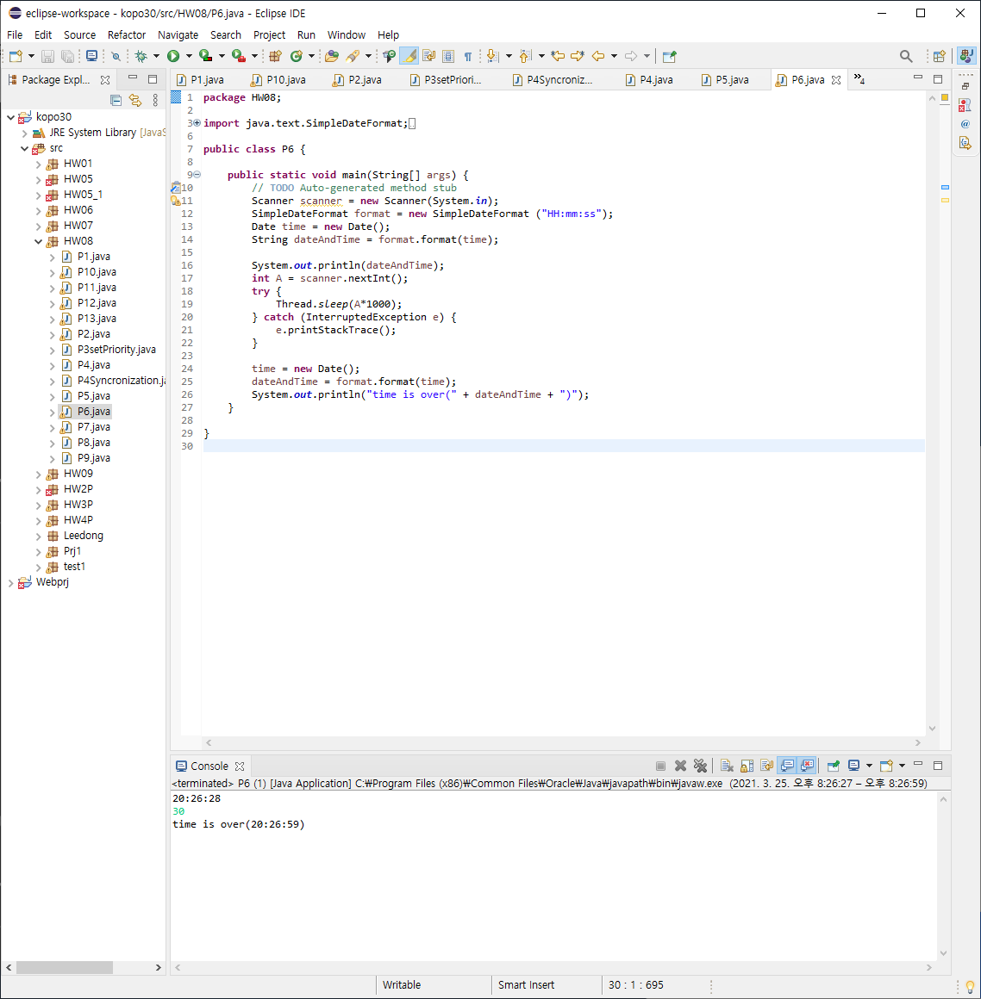 eclipse-workspace - kopo30/src/HW08/P6.java - Eclipse IDE
File Edit Source Refactor Navigate Search Project Run Window Help
Package Expl...
P1.java P10.java P2.java P3setPriori... P4Syncroniz... P4.java P5.java P6.java »4
kopo30
JRE System Library [JavaS
src
HW01
HW05
HW05_1
HW06
HW07
HW08
P1.java
P10.java
P11.java
P12.java
P13.java
P2.java
P3setPriority.java
P4.java
P4Syncronization.ja
P5.java
P6.java
P7.java
P8.java
P9.java
HW09
HW2P
HW3P
HW4P
Leedong
Prj1
test1
Webprj
1 package HW08;
2
3 import java.text.SimpleDateFormat;
6
7 public class P6 {
8
9 public static void main(String[] args) {
10 // TODO Auto-generated method stub
11 Scanner scanner = new Scanner(System.in);
12 SimpleDateFormat format = new SimpleDateFormat ("HH:mm:ss");
13 Date time = new Date();
14 String dateAndTime = format.format(time);
15
16 System.out.println(dateAndTime);
17 int A = scanner.nextInt();
18 try {
19 Thread.sleep(A*1000);
20 } catch (InterruptedException e) {
21 e.printStackTrace();
22 }
23
24 time = new Date();
25 dateAndTime = format.format(time);
26 System.out.println("time is over(" + dateAndTime + ")");
27 }
28
29 }
30
Console
<terminated> P6 (1) [Java Application] C:₩Program Files (x86)₩Common Files₩Oracle₩Java₩javapath₩bin₩javaw.exe (2021. 3. 25. 오후 8:26:27 – 오후 8:26:59)
20:26:28
30
time is over(20:26:59)
Writable Smart Insert 30 : 1 : 695